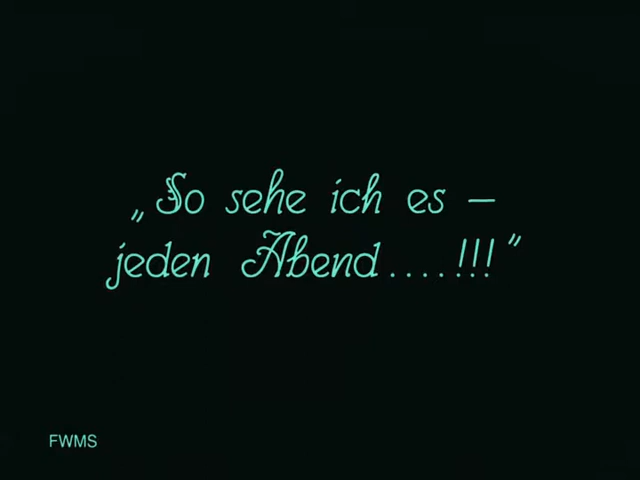 „So sehe ich es —
jeden Abend....!!!"
FWMS